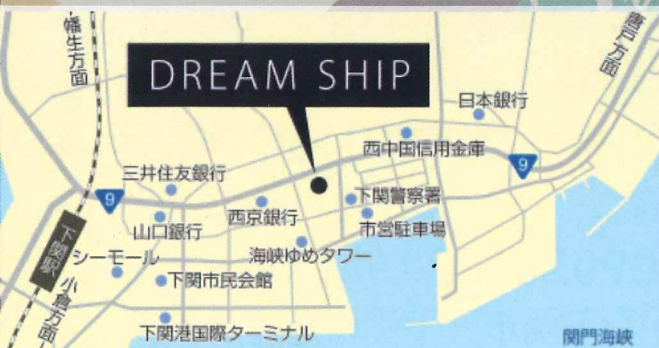 幡生方面
唐戸方面
DREAM SHIP
日本銀行
西中国信用金庫
9
三井住友銀行
9
下関警察署
西京銀行
山口銀行
市営駐車場
下関駅
シーモール
海峡ゆめタワー
下関市民会館
小倉方面
下関港国際ターミナル
関門海峡